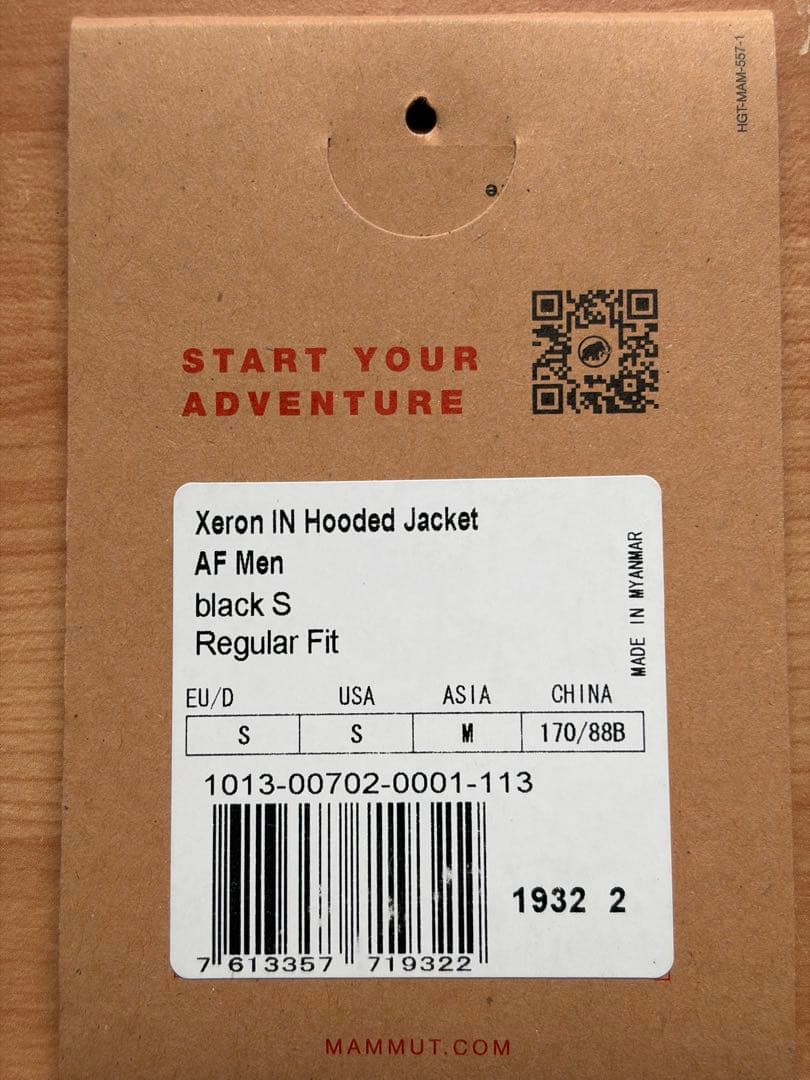 HGT-MAM-557-1
e
START YOUR
ADVENTURE
Xeron IN Hooded Jacket
AF Men
black S
Regular Fit
MADE IN MYANMAR
EU/D USA ASIA CHINA
S S M 170/88B
1013-00702-0001-113
1932 2
7 613357 719322
MAMMUT.COM